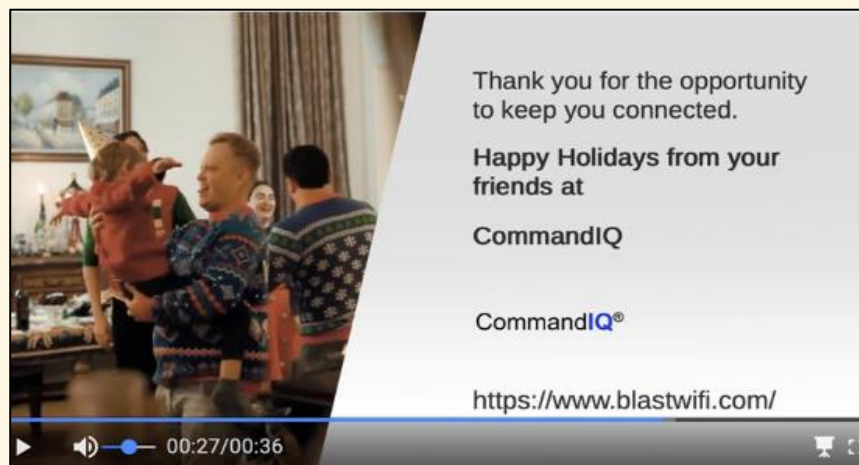 Thank you for the opportunity
to keep you connected.
Happy Holidays from your
friends at
CommandIQ
CommandIQ®
https://www.blastwifi.com/
00:27/00:36